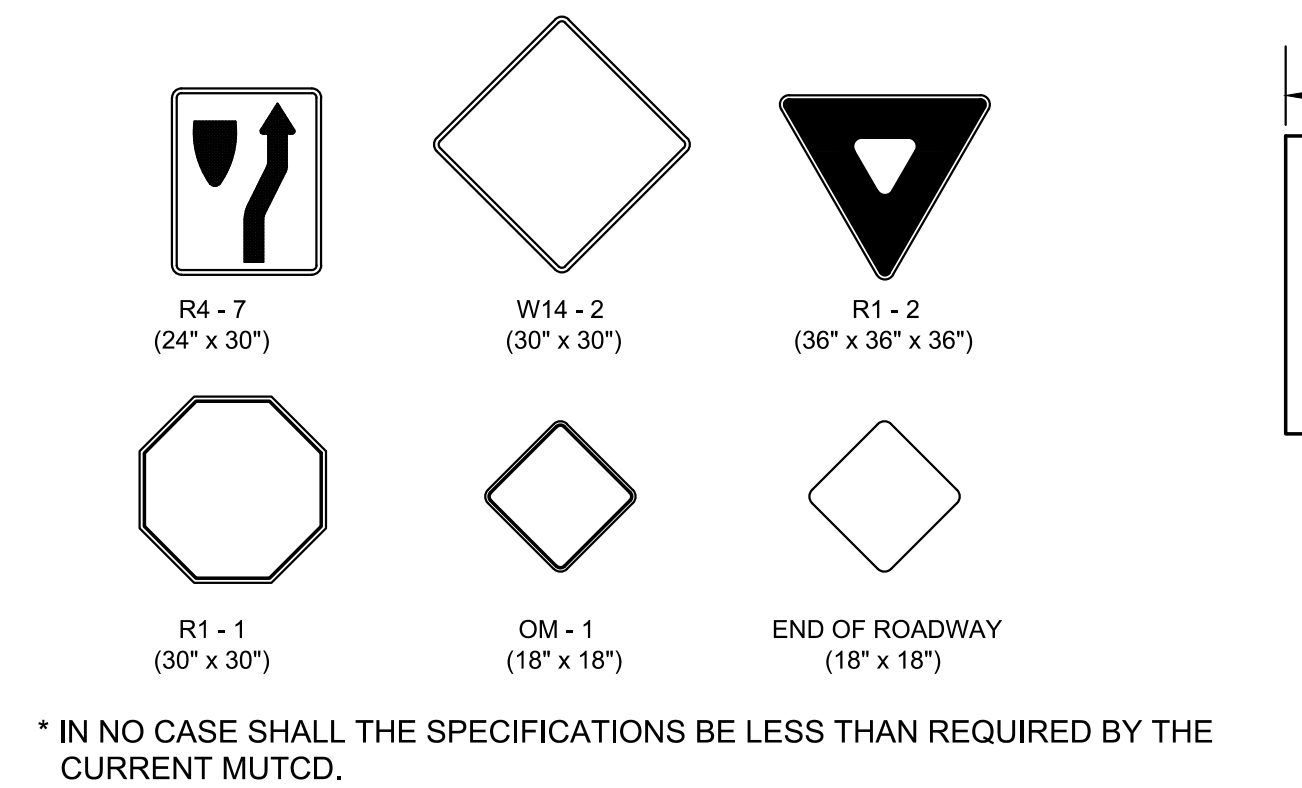 R4 - 7
(24" x 30")
W14 - 2
(30" x 30")
R1 - 2
(36" x 36" x 36")
R1 - 1
(30" x 30")
OM - 1
(18" x 18")
END OF ROADWAY
(18" x 18")
* IN NO CASE SHALL THE SPECIFICATIONS BE LESS THAN REQUIRED BY THE
CURRENT MUTCD.